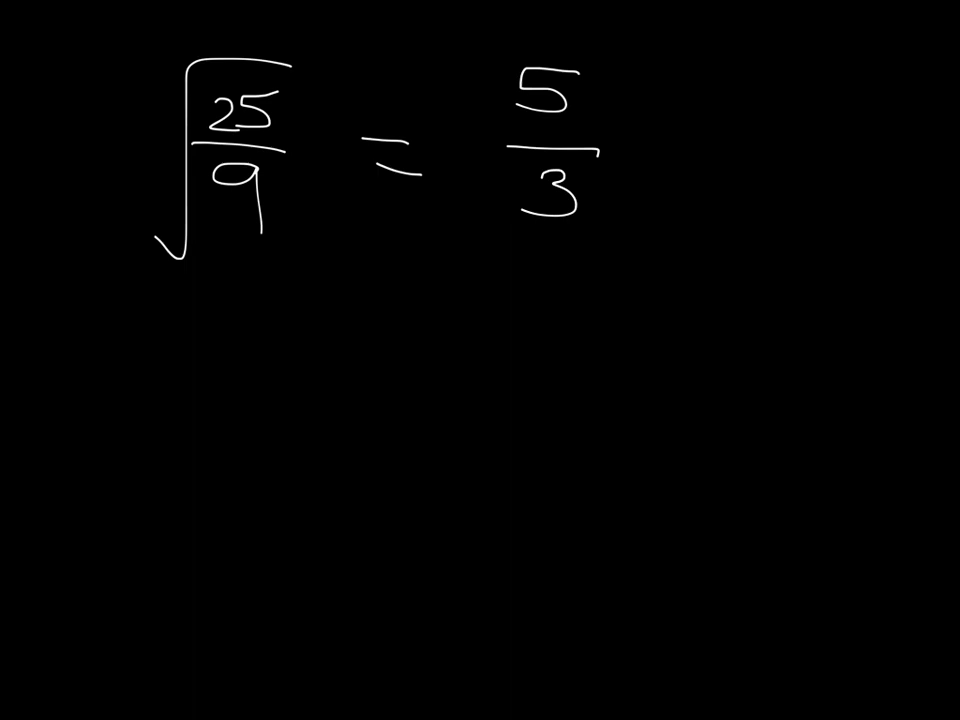 √(25/9) = 5/3